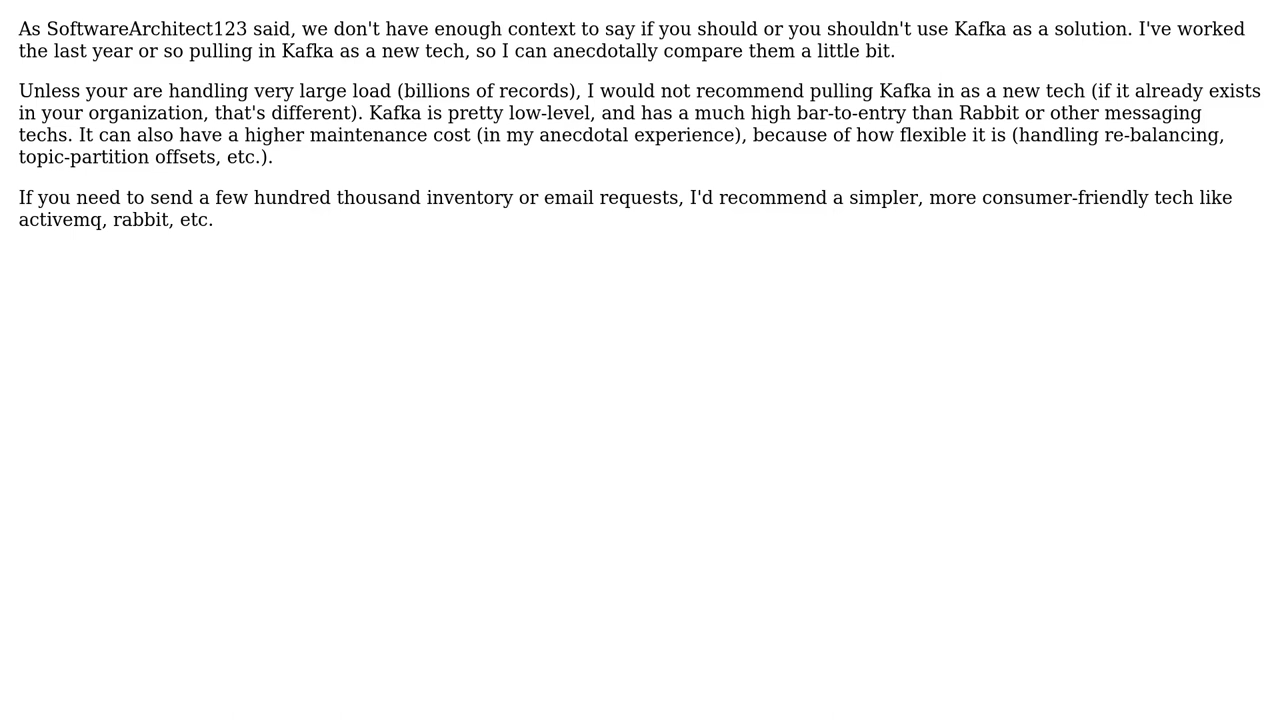 As SoftwareArchitect123 said, we don't have enough context to say if you should or you shouldn't use Kafka as a solution. I've worked
the last year or so pulling in Kafka as a new tech, so I can anecdotally compare them a little bit.
Unless your are handling very large load (billions of records), I would not recommend pulling Kafka in as a new tech (if it already exists
in your organization, that's different). Kafka is pretty low-level, and has a much high bar-to-entry than Rabbit or other messaging
techs. It can also have a higher maintenance cost (in my anecdotal experience), because of how flexible it is (handling re-balancing,
topic-partition offsets, etc.).
If you need to send a few hundred thousand inventory or email requests, I'd recommend a simpler, more consumer-friendly tech like
activemq, rabbit, etc.